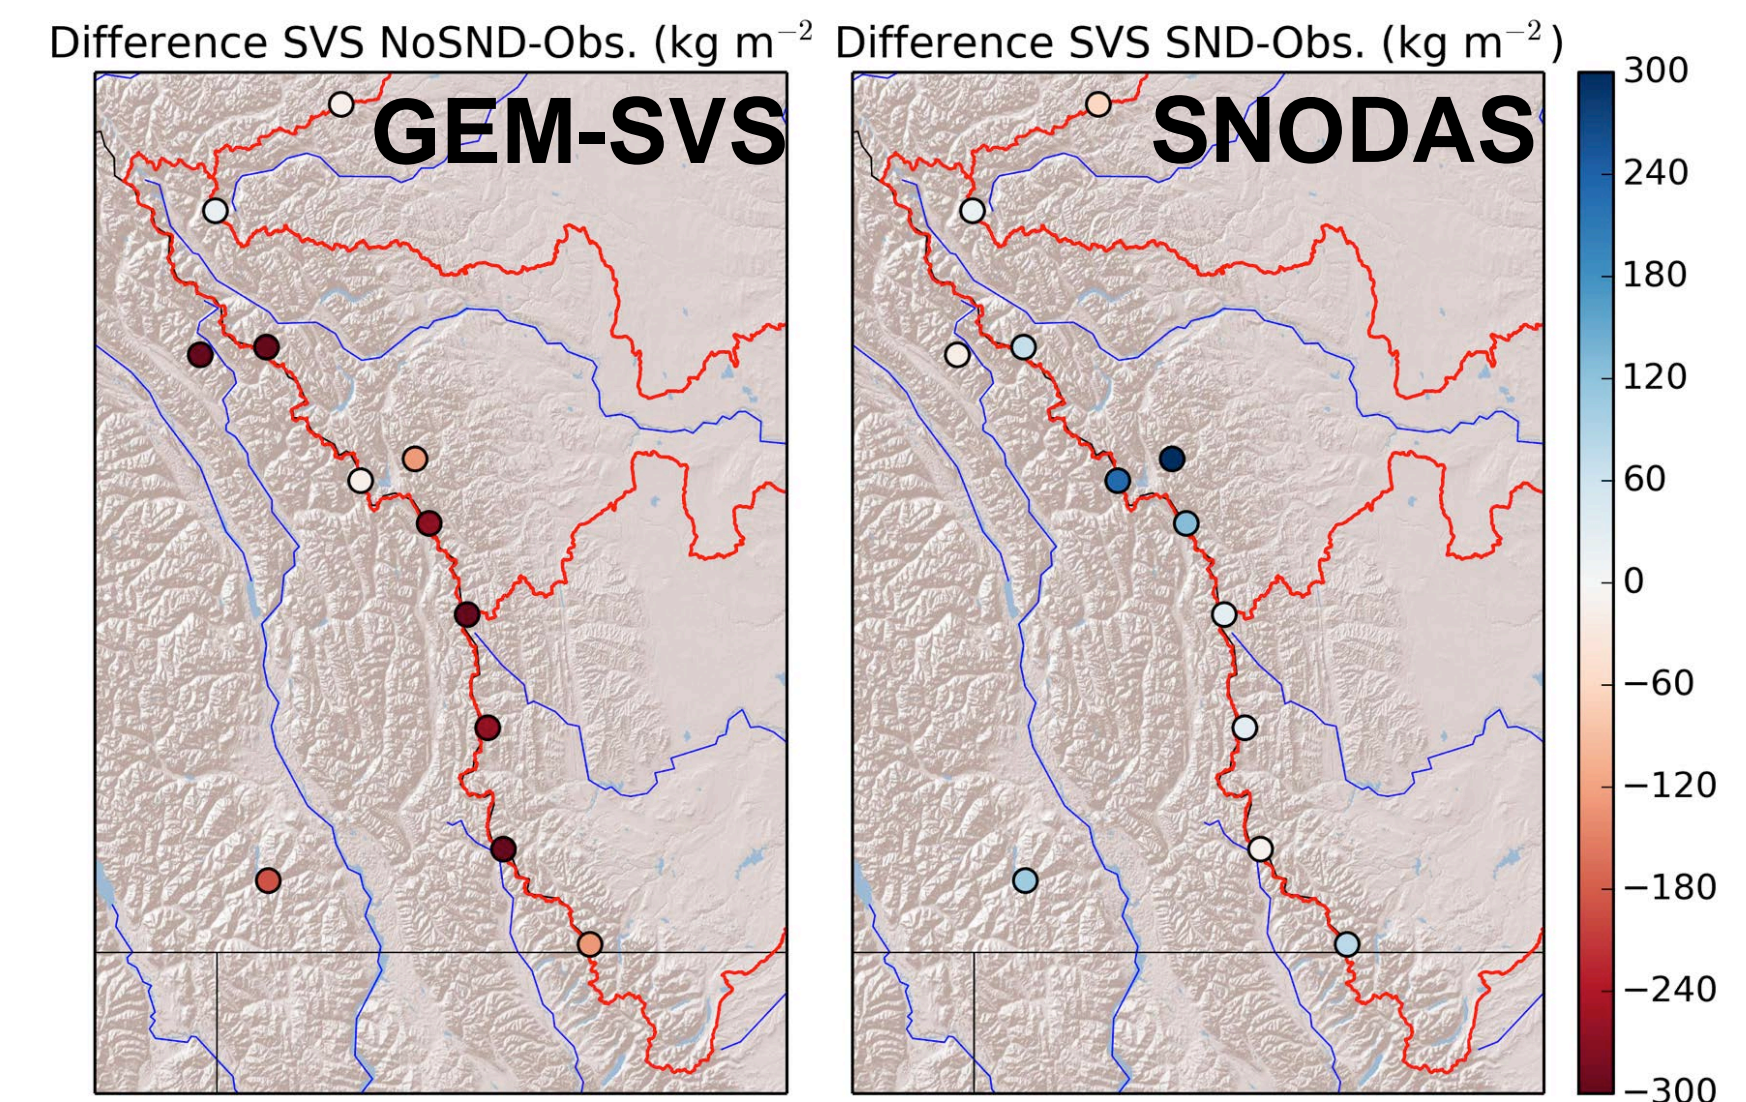 Difference SVS NoSND-Obs. (kg m⁻²
Difference SVS SND-Obs. (kg m⁻²)
GEM-SVS
SNODAS
300
240
180
120
60
0
−60
−120
−180
−240
−300